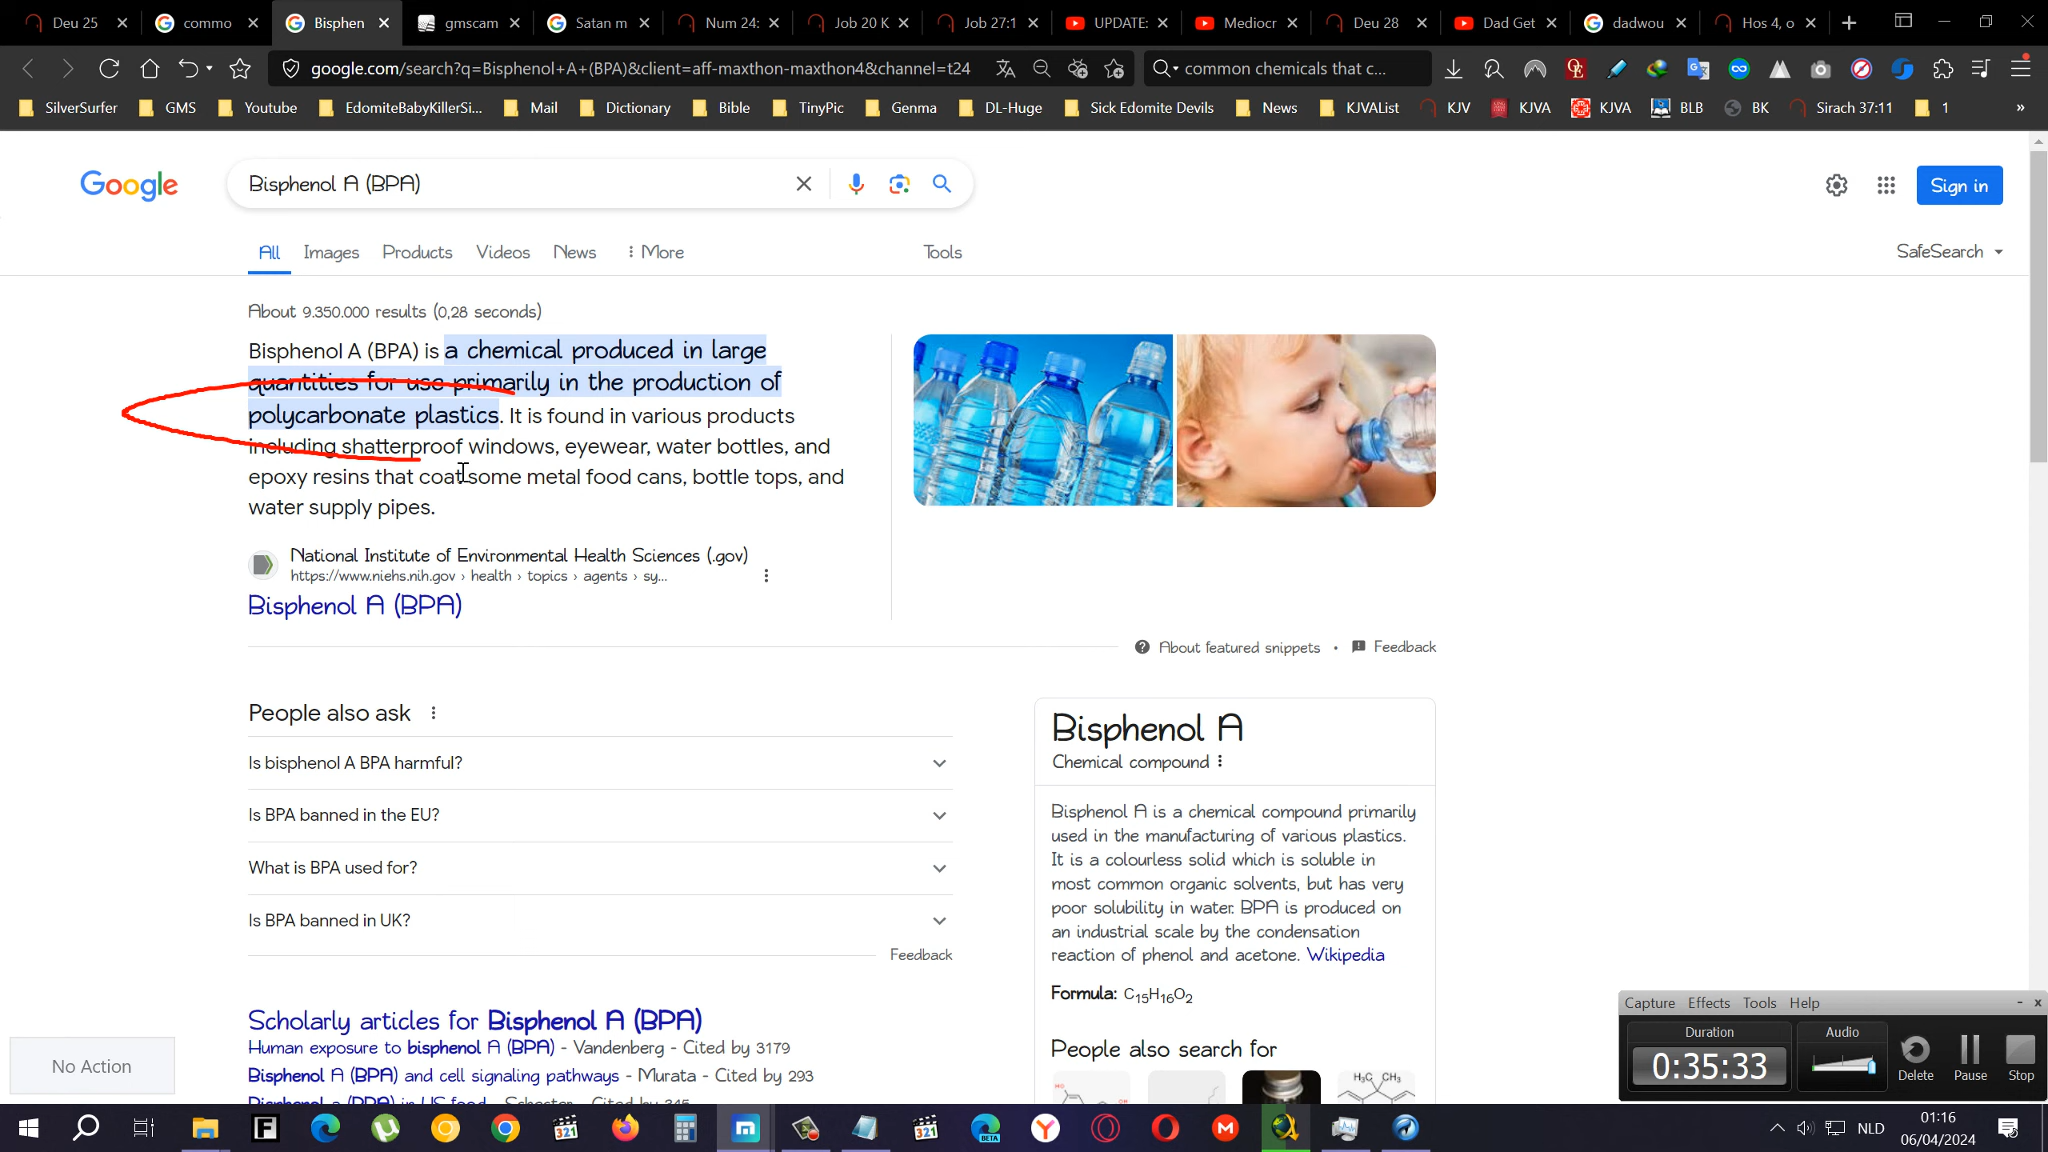 Deu 25
commo
Bisphen
gmscam
Satan m
Num 24:
Job 20 K
Job 27:1
UPDATE:
Mediocr
Deu 28
Dad Get
dadwou
Hos 4, o
google.com/search?q=Bisphenol+A+(BPA)&client=aff-maxthon-maxthon4&channel=t24
common chemicals that c...
SilverSurfer
GMS
Youtube
EdomiteBabyKillerSi...
Mail
Dictionary
Bible
TinyPic
Genma
DL-Huge
Sick Edomite Devils
News
KJVAList
KJV
KJVA
KJVA
BLB
BK
Sirach 37:11
1
Google
Bisphenol A (BPA)
Sign in
All
Images
Products
Videos
News
More
Tools
SafeSearch
About 9.350.000 results (0,28 seconds)
Bisphenol A (BPA) is a chemical produced in large
quantities for use primarily in the production of
polycarbonate plastics. It is found in various products
including shatterproof windows, eyewear, water bottles, and
epoxy resins that coat some metal food cans, bottle tops, and
water supply pipes.
National Institute of Environmental Health Sciences (.gov)
https://www.niehs.nih.gov › health › topics › agents › sy...
Bisphenol A (BPA)
About featured snippets • Feedback
People also ask
Is bisphenol A BPA harmful?
Is BPA banned in the EU?
What is BPA used for?
Is BPA banned in UK?
Feedback
Bisphenol A
Chemical compound
Bisphenol A is a chemical compound primarily
used in the manufacturing of various plastics.
It is a colourless solid which is soluble in
most common organic solvents, but has very
poor solubility in water. BPA is produced on
an industrial scale by the condensation
reaction of phenol and acetone. Wikipedia
Formula: C15H16O2
People also search for
Scholarly articles for Bisphenol A (BPA)
Human exposure to bisphenol A (BPA) - Vandenberg - Cited by 3179
Bisphenol A (BPA) and cell signaling pathways - Murata - Cited by 293
Bisphenol a (BPA) in US food - Schecter - Cited by 345
No Action
Capture Effects Tools Help
Duration
0:35:33
Audio
Delete
Pause
Stop
NLD
01:16
06/04/2024